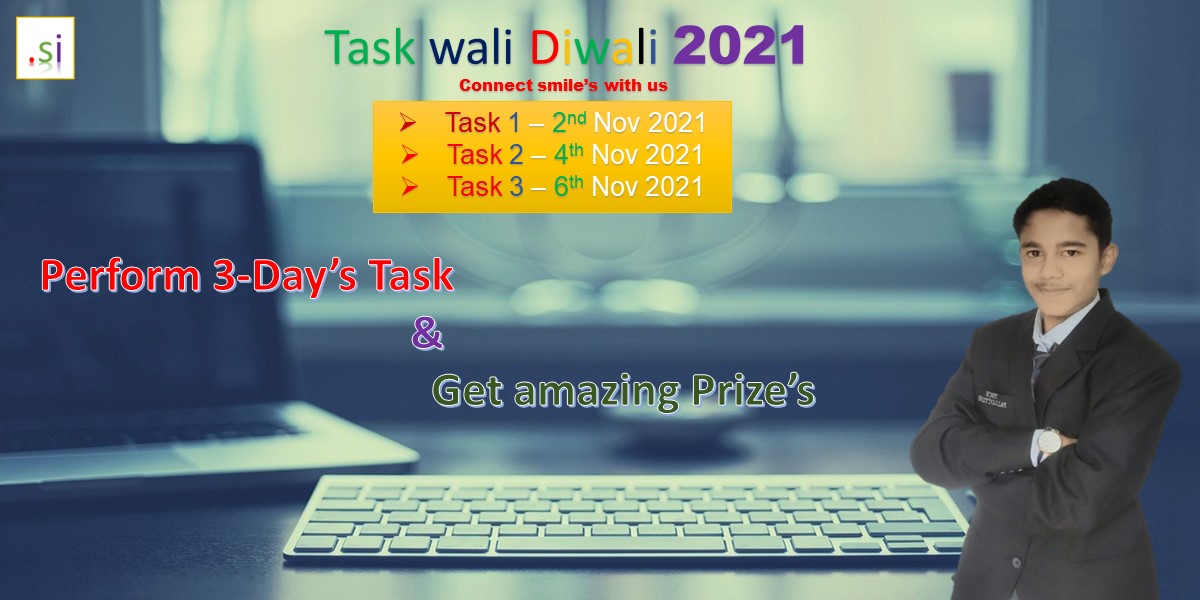 .si
Task wali Diwali 2021
Connect smile's with us
➢ Task 1 – 2nd Nov 2021
➢ Task 2 – 4th Nov 2021
➢ Task 3 – 6th Nov 2021
Perform 3-Day's Task
&
Get amazing Prize's